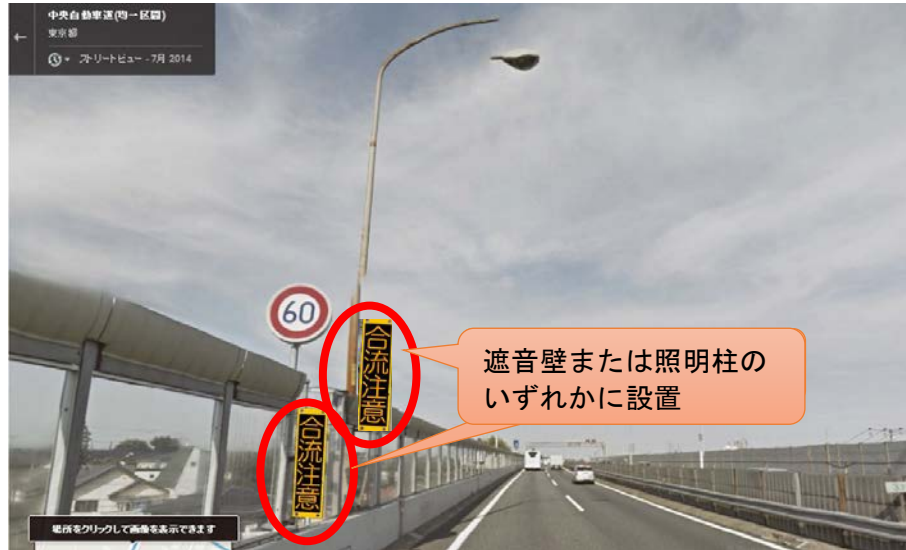 中央自動車道(均一区間)
東京都
ストリートビュー - 7月 2014
60
合流注意
合流注意
遮音壁または照明柱の
いずれかに設置
場所をクリックして画像を表示できます